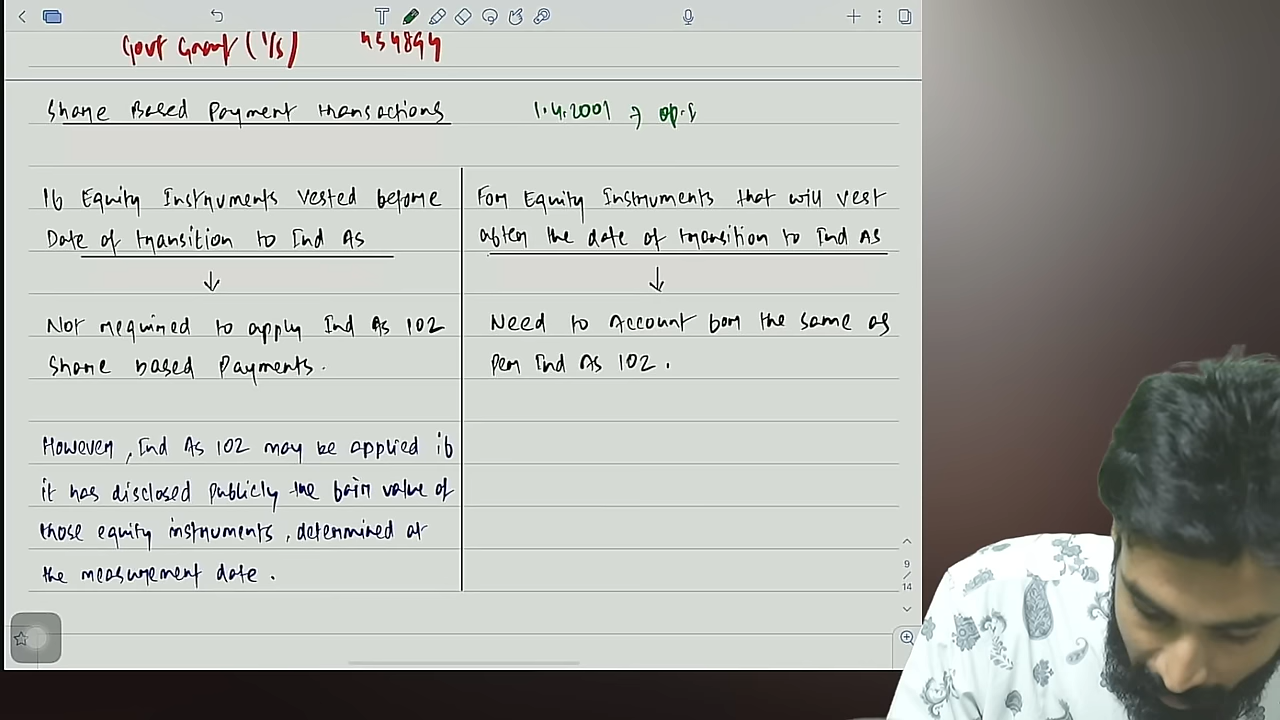 Govt Grant (1/s) 454844
Share Based Payment transactions 1.4.2001 → op.
If Equity Instruments vested before
Date of transition to Ind As
↓
Not required to apply Ind As 102
Share based Payments.
However, Ind As 102 may be applied if
it has disclosed publicly the fair value of
those equity instruments, determined at
the measurement date.
For Equity Instruments that will vest
after the date of transition to Ind AS
↓
Need to Account for the same as
per Ind As 102.
9
/
14